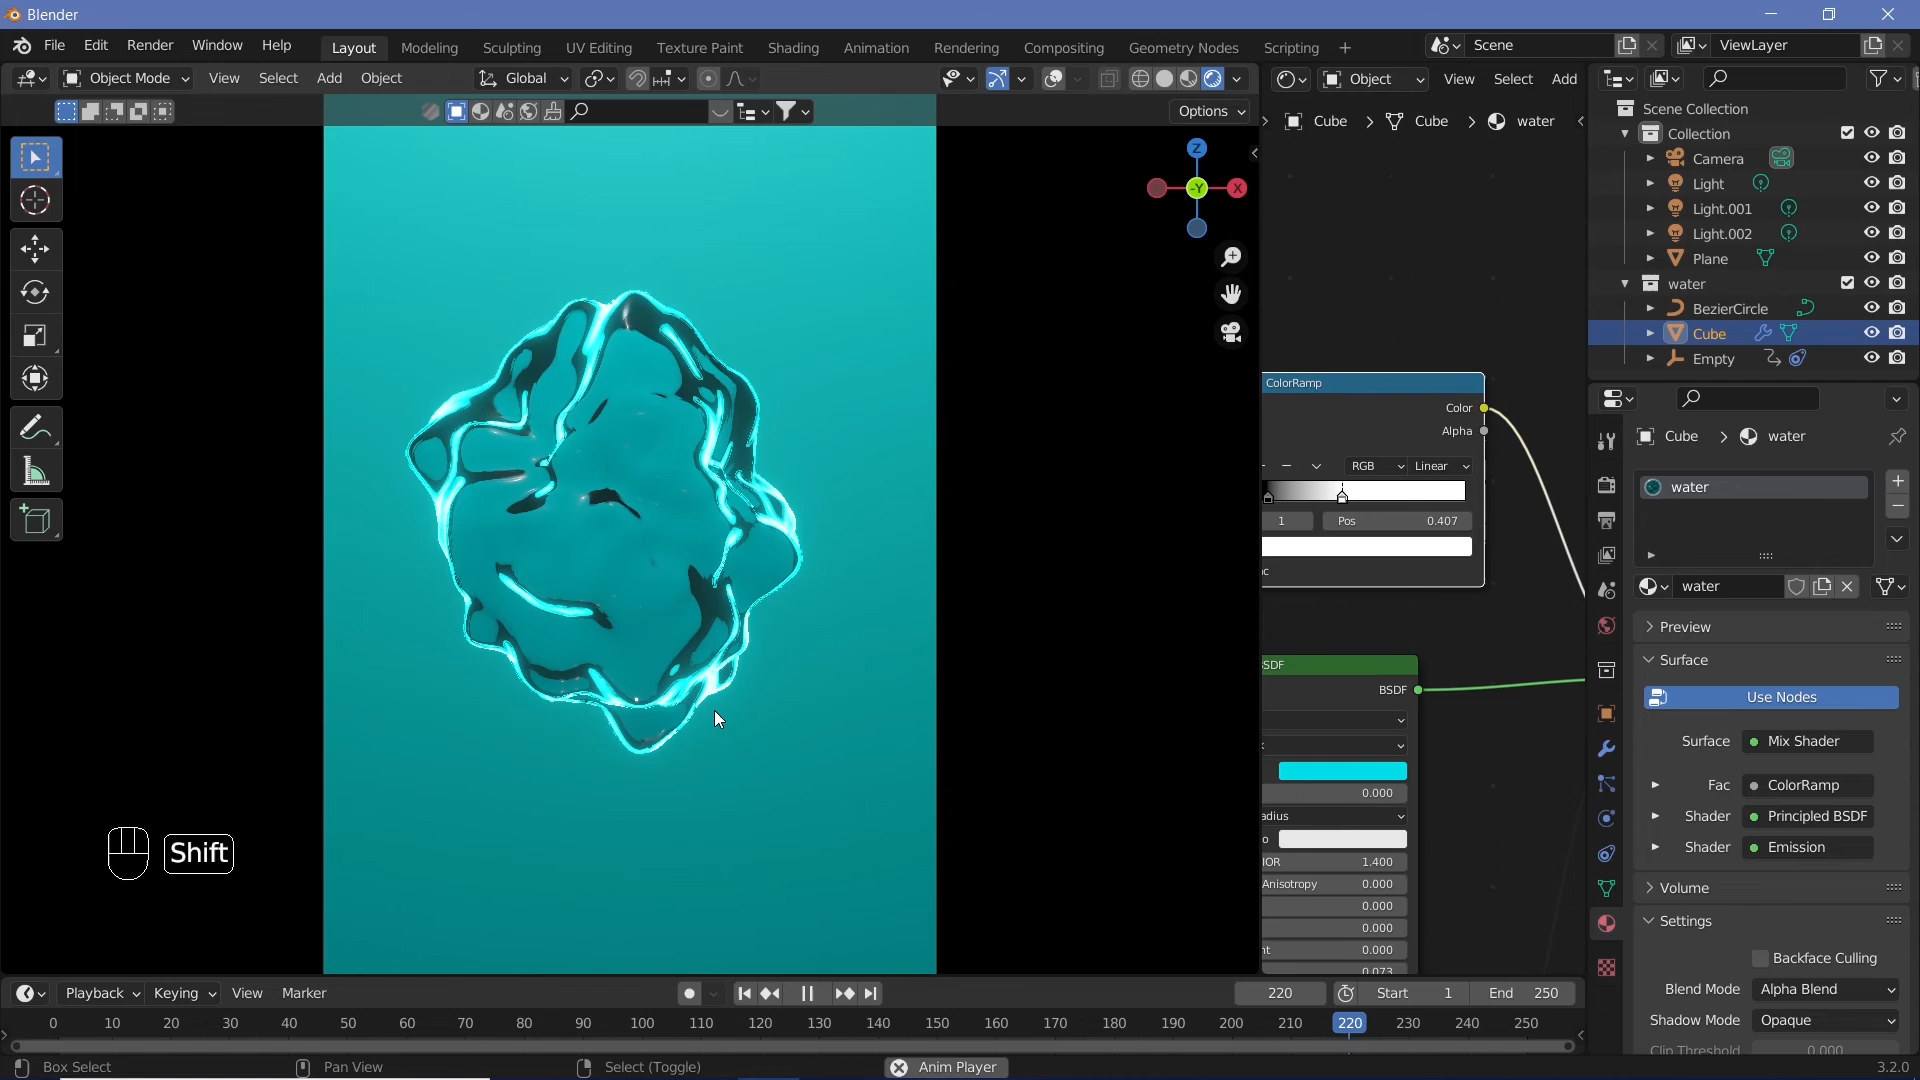 Blender
File Edit Render Window Help Layout Modeling Sculpting UV Editing Texture Paint Shading Animation Rendering Compositing Geometry Nodes Scripting + Scene ViewLayer
Object Mode View Select Add Object Global Object View Select Add
Options
Cube > Cube > water
Z
-Y X
Scene Collection
Collection
Camera
Light
Light.001
Light.002
Plane
water
BezierCircle
Cube
Empty
ColorRamp
Color
Alpha
RGB Linear
1 Pos 0.407
BSDF
0.000
IOR 1.400
Anisotropy 0.000
0.000
0.000
0.000
0.073
Cube > water
water
water
Preview
Surface
Use Nodes
Surface Mix Shader
Fac ColorRamp
Shader Principled BSDF
Shader Emission
Volume
Settings
Backface Culling
Blend Mode Alpha Blend
Shadow Mode Opaque
Clip Threshold 0.000
Shift
Playback Keying View Marker 220 Start 1 End 250
0 10 20 30 40 50 60 70 80 90 100 110 120 130 140 150 160 170 180 190 200 210 220 230 240 250
Box Select Pan View Select (Toggle) Anim Player 3.2.0